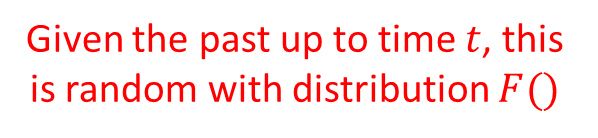 Given the past up to time t, this
is random with distribution F()